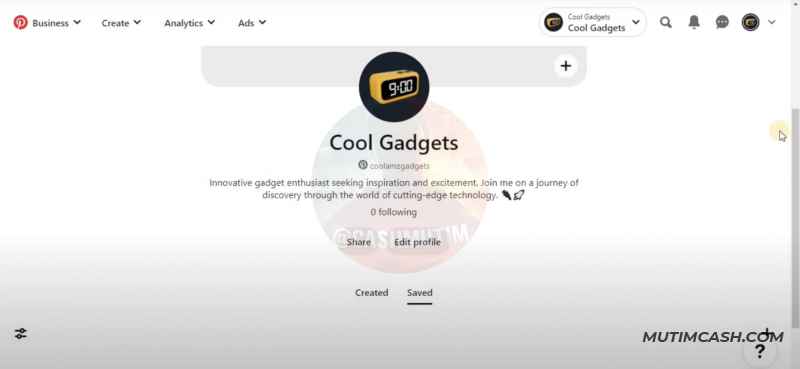 Business Create Analytics Ads Cool Gadgets
Cool Gadgets
9:00
Cool Gadgets
coolamzgadgets
Innovative gadget enthusiast seeking inspiration and excitement. Join me on a journey of
discovery through the world of cutting-edge technology.
0 following
@CASHMUTIM
Share Edit profile
Created Saved
MUTIMCASH.COM
?